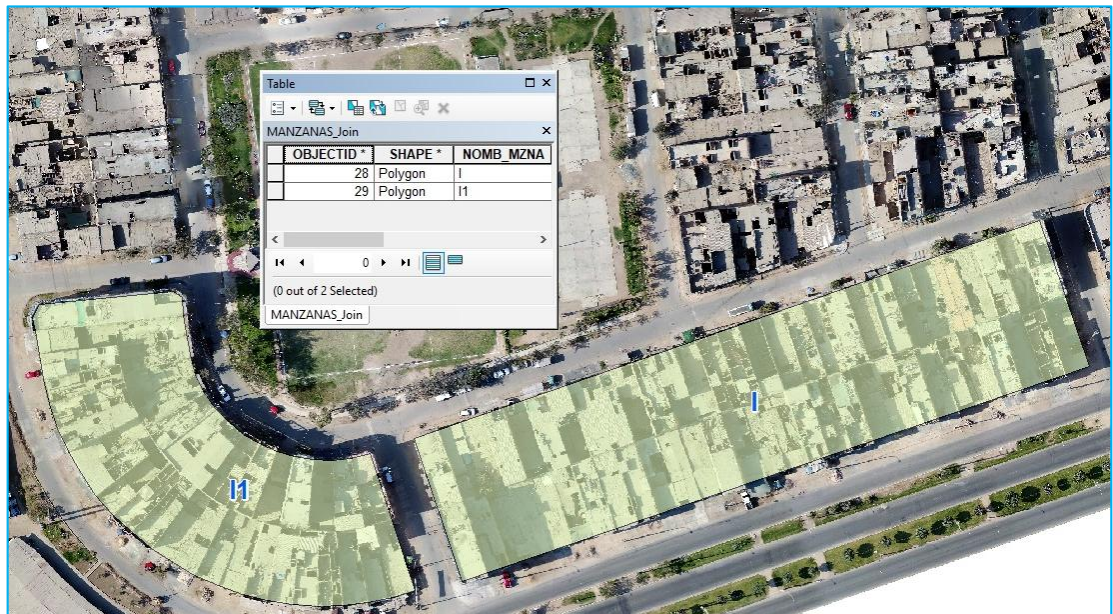 Table
MANZANAS_Join
OBJECTID * SHAPE * NOMB_MZNA
28 Polygon I
29 Polygon I1
0
(0 out of 2 Selected)
MANZANAS_Join
I
I1